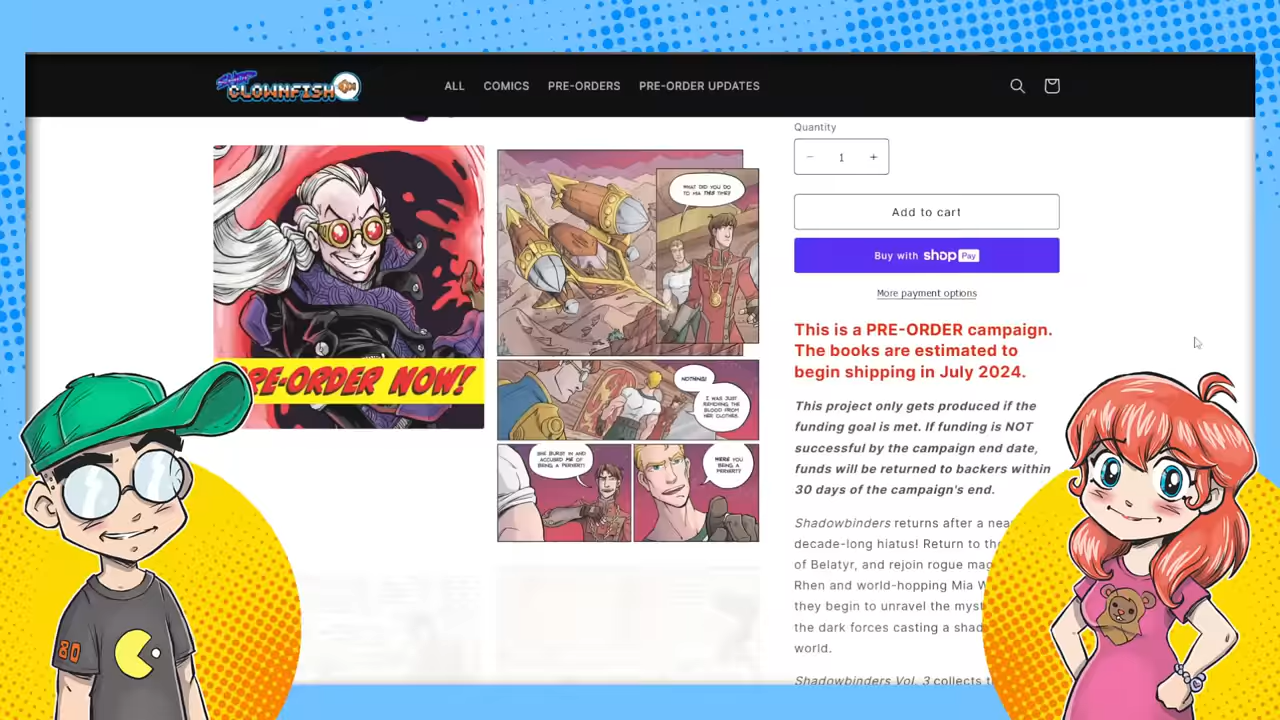 CLOWNFISH
ALL
COMICS
PRE-ORDERS
PRE-ORDER UPDATES
PRE-ORDER NOW!
WHAT DID YOU DO
TO MIA THIS TIME?
NOTHING!
I WAS JUST
REMOVING THE
BLOOD FROM
HER CLOTHES.
SHE BURST IN AND
ACCUSED ME OF
BEING A PERVERT!
WERE YOU
BEING A
PERVERT?
Quantity
− 1 +
Add to cart
Buy with shop Pay
More payment options
This is a PRE-ORDER campaign.
The books are estimated to
begin shipping in July 2024.
This project only gets produced if the
funding goal is met. If funding is NOT
successful by the campaign end date,
funds will be returned to backers within
30 days of the campaign's end.
Shadowbinders returns after a nea
decade-long hiatus! Return to th
of Belatyr, and rejoin rogue mag
Rhen and world-hopping Mia W
they begin to unravel the myst
the dark forces casting a shad
world.
Shadowbinders Vol. 3 collects t
80